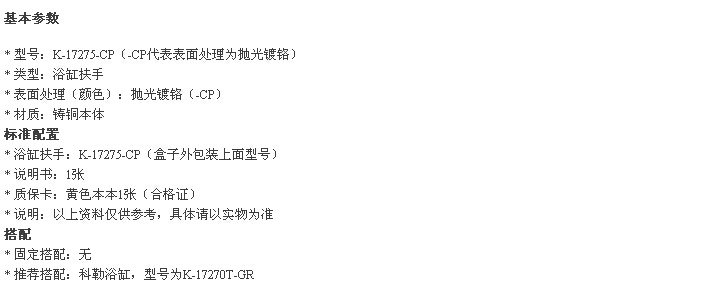 基本参数
* 型号：K-17275-CP（-CP代表表面处理为抛光镀铬）
* 类型：浴缸扶手
* 表面处理（颜色）：抛光镀铬（-CP）
* 材质：铸铜本体
标准配置
* 浴缸扶手：K-17275-CP（盒子外包装上面型号）
* 说明书：1张
* 质保卡：黄色本本1张（合格证）
* 说明：以上资料仅供参考，具体请以实物为准
搭配
* 固定搭配：无
* 推荐搭配：科勒浴缸，型号为K-17270T-GR